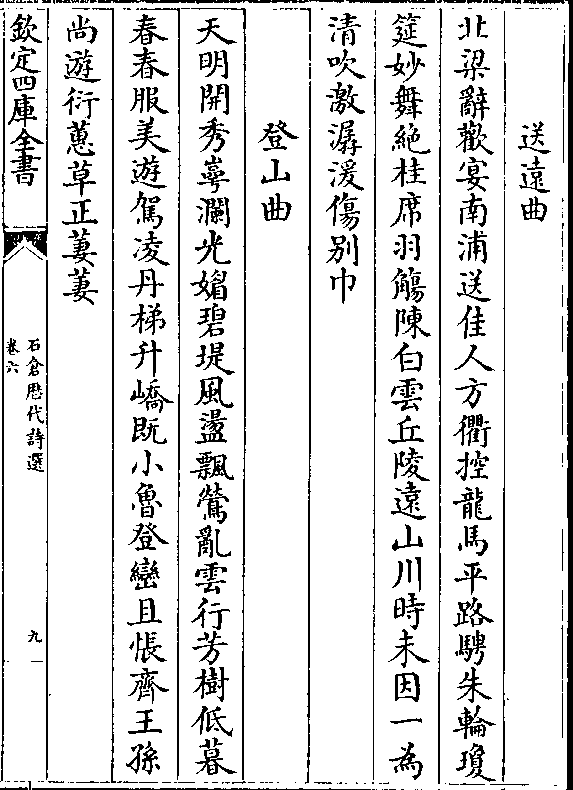 送遠曲
北梁辭歡宴南浦送佳人方衢控龍馬平路騁朱輪瓊
筵妙舞絕桂席羽觴陳白雲丘陵遠山川時未因一為
清吹激潺湲傷别巾
登山曲
天明開秀崿瀾光媚碧堤風盪飄鶯亂雲行芳樹低暮
春春服美遊駕凌丹梯升嶠既小魯登巒且悵齊王孫
尚遊衍蕙草正萋萋
欽定四庫全書
石倉歴代詩選
卷六
九